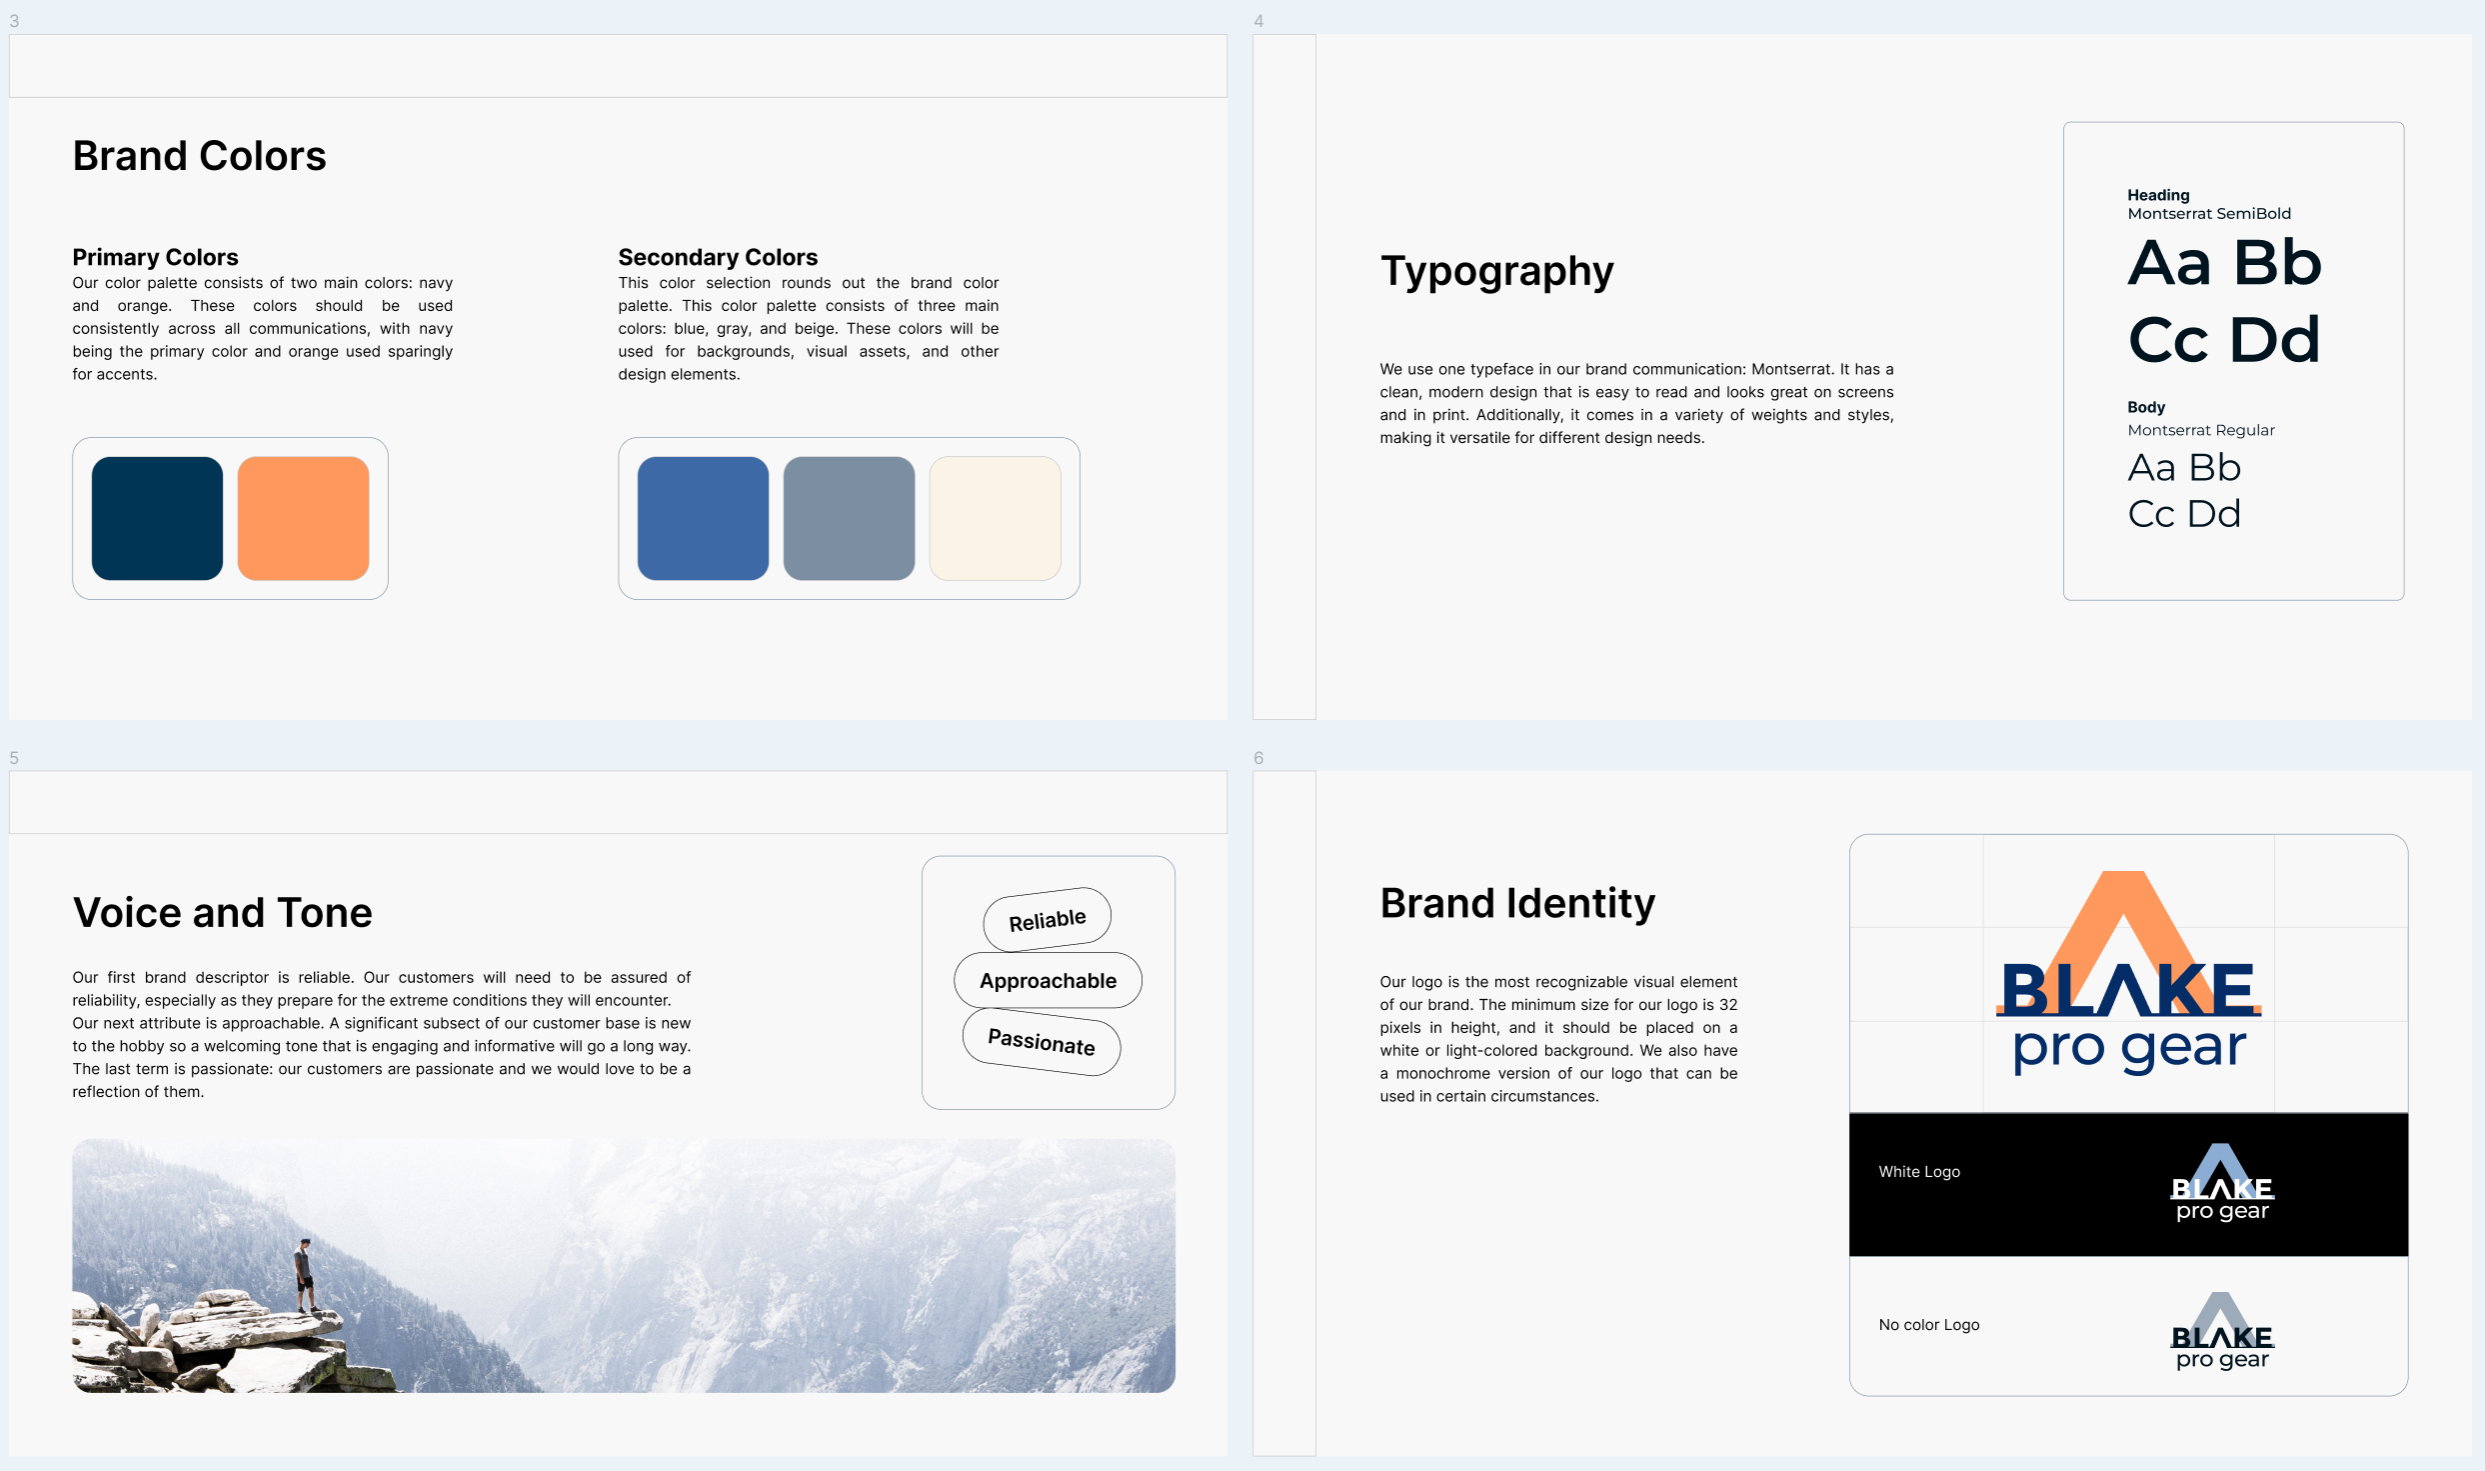 3
Brand Colors
Primary Colors
Our color palette consists of two main colors: navy
and orange. These colors should be used
consistently across all communications, with navy
being the primary color and orange used sparingly
for accents.
Secondary Colors
This color selection rounds out the brand color
palette. This color palette consists of three main
colors: blue, gray, and beige. These colors will be
used for backgrounds, visual assets, and other
design elements.
4
Typography
We use one typeface in our brand communication: Montserrat. It has a
clean, modern design that is easy to read and looks great on screens
and in print. Additionally, it comes in a variety of weights and styles,
making it versatile for different design needs.
Heading
Montserrat SemiBold
Aa Bb
Cc Dd
Body
Montserrat Regular
Aa Bb
Cc Dd
5
Voice and Tone
Our first brand descriptor is reliable. Our customers will need to be assured of
reliability, especially as they prepare for the extreme conditions they will encounter.
Our next attribute is approachable. A significant subsect of our customer base is new
to the hobby so a welcoming tone that is engaging and informative will go a long way.
The last term is passionate: our customers are passionate and we would love to be a
reflection of them.
Reliable
Approachable
Passionate
6
Brand Identity
Our logo is the most recognizable visual element
of our brand. The minimum size for our logo is 32
pixels in height, and it should be placed on a
white or light-colored background. We also have
a monochrome version of our logo that can be
used in certain circumstances.
BLAKE
pro gear
White Logo
BLAKE
pro gear
No color Logo
BLAKE
pro gear